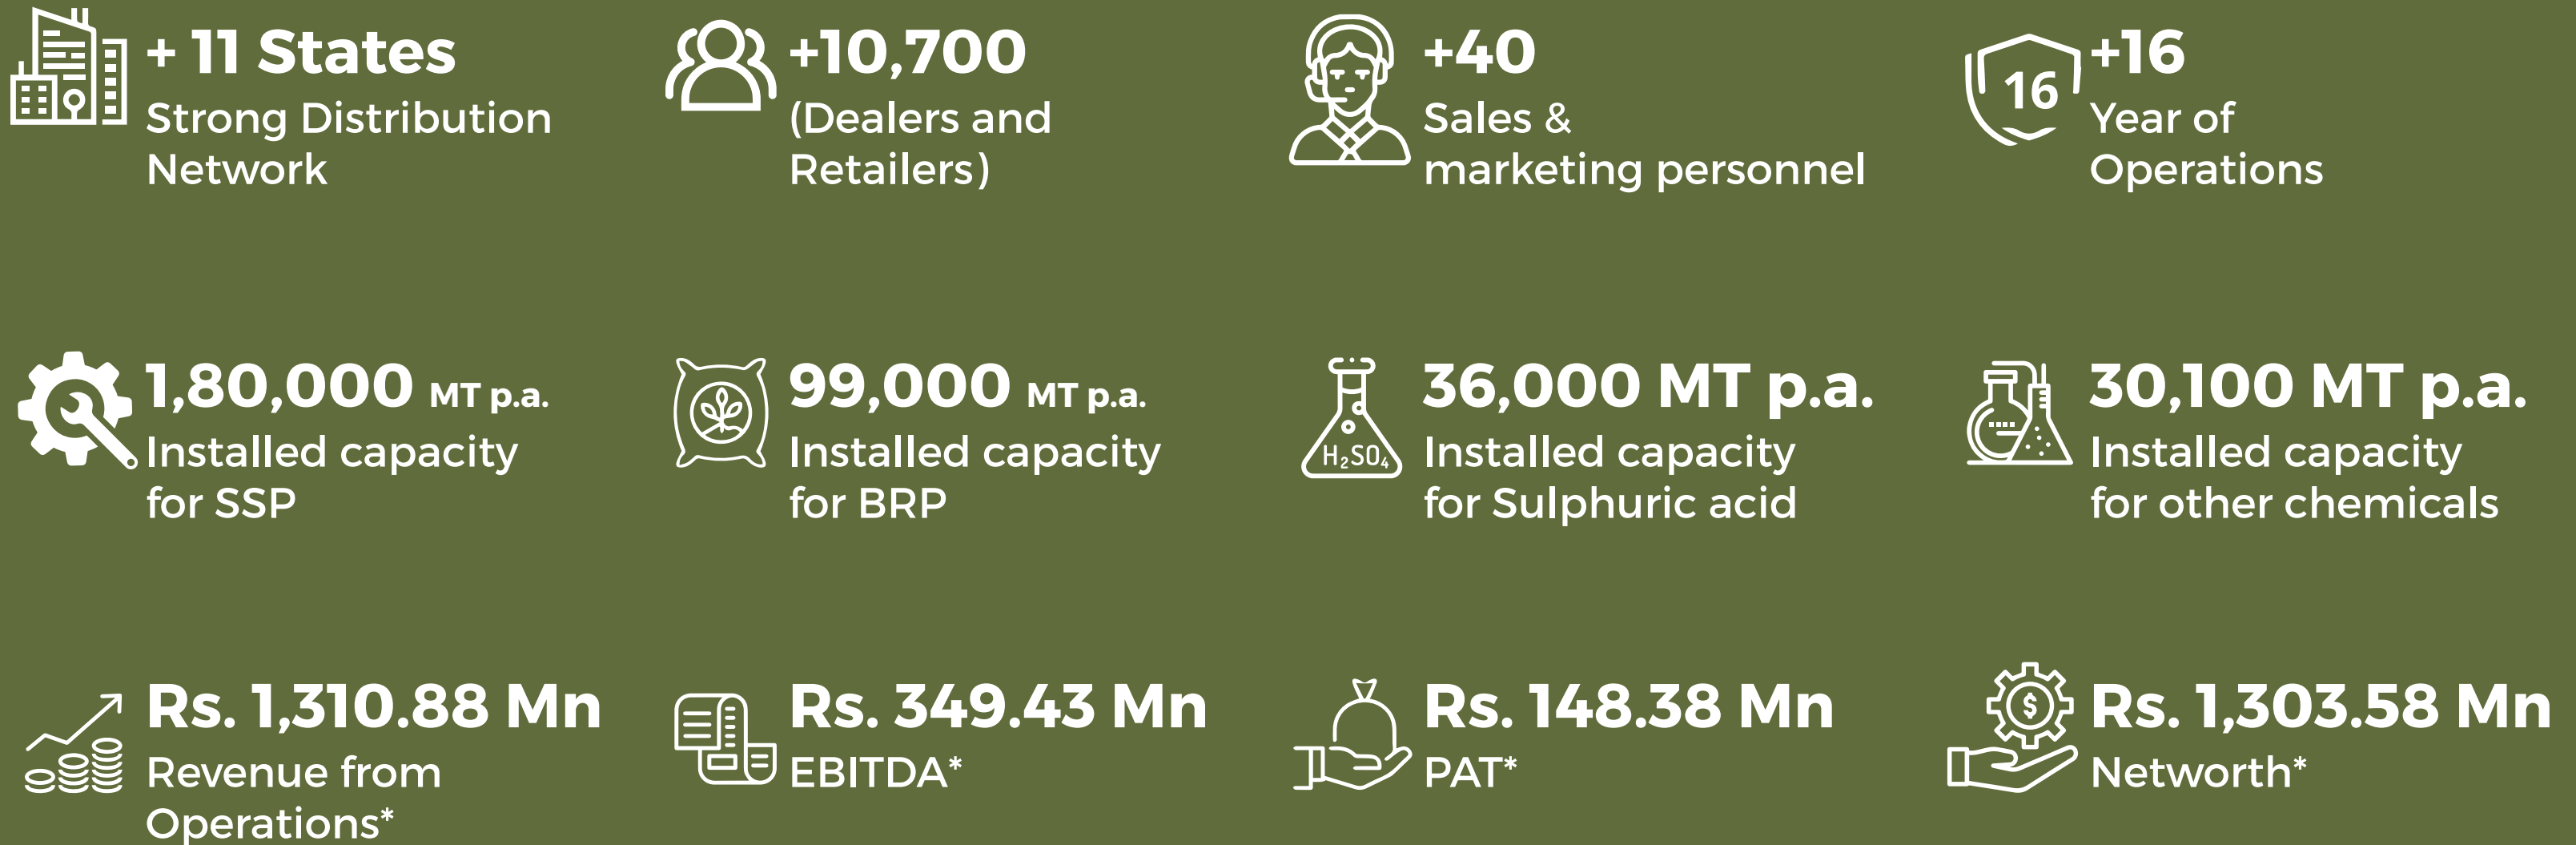 + 11 States
Strong Distribution
Network
+10,700
(Dealers and
Retailers)
+40
Sales &
marketing personnel
16
+16
Year of
Operations
1,80,000 MT p.a.
Installed capacity
for SSP
99,000 MT p.a.
Installed capacity
for BRP
H₂SO₄
36,000 MT p.a.
Installed capacity
for Sulphuric acid
30,100 MT p.a.
Installed capacity
for other chemicals
Rs. 1,310.88 Mn
Revenue from
Operations*
Rs. 349.43 Mn
EBITDA*
Rs. 148.38 Mn
PAT*
$
Rs. 1,303.58 Mn
Networth*